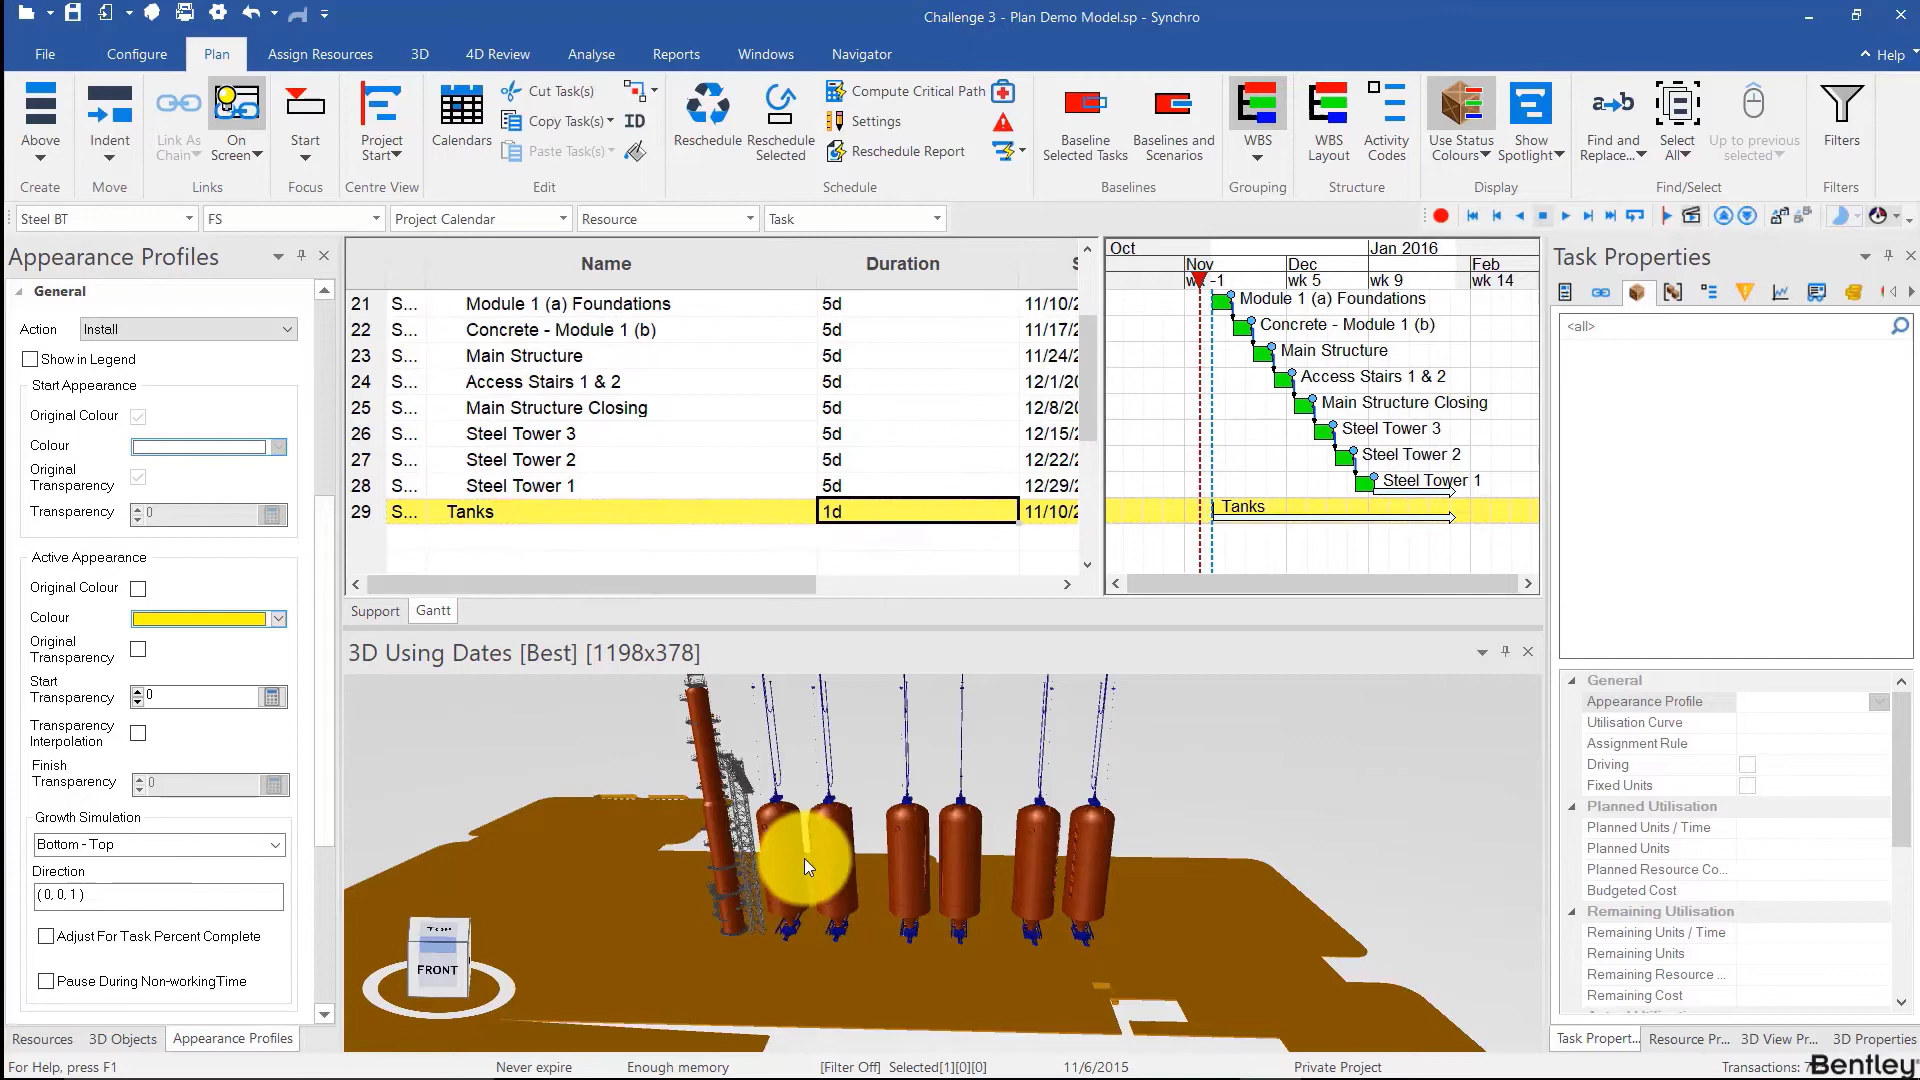 Challenge 3 - Plan Demo Model.sp - Synchro
File Configure Plan Assign Resources 3D 4D Review Analyse Reports Windows Navigator Help
Above Indent Link As Chain On Screen Start Project Start Calendars Cut Task(s) Copy Task(s) Paste Task(s) ID Reschedule Reschedule Selected Compute Critical Path Settings Reschedule Report Baseline Selected Tasks Baselines and Scenarios WBS WBS Layout Activity Codes Use Status Colours Show Spotlight Find and Replace... Select All Up to previous selected Filters
Create Move Links Focus Centre View Edit Schedule Baselines Grouping Structure Display Find/Select Filters
Steel BT FS Project Calendar Resource Task
Appearance Profiles
General
Action Install
Show in Legend
Start Appearance
Original Colour
Colour
Original Transparency
Transparency 0
Active Appearance
Original Colour
Colour
Original Transparency
Start Transparency 0
Transparency Interpolation
Finish Transparency 0
Growth Simulation
Bottom - Top
Direction
( 0, 0, 1 )
Adjust For Task Percent Complete
Pause During Non-workingTime
Resources 3D Objects Appearance Profiles
Name Duration S
21 S... Module 1 (a) Foundations 5d 11/10/2
22 S... Concrete - Module 1 (b) 5d 11/17/2
23 S... Main Structure 5d 11/24/
24 S... Access Stairs 1 & 2 5d 12/1/20
25 S... Main Structure Closing 5d 12/8/20
26 S... Steel Tower 3 5d 12/15/2
27 S... Steel Tower 2 5d 12/22/2
28 S... Steel Tower 1 5d 12/29/2
29 S... Tanks 1d 11/10/2
Support Gantt
Oct Jan 2016
Nov Dec Feb
-1 wk 5 wk 9 wk 14
Module 1 (a) Foundations
Concrete - Module 1 (b)
Main Structure
Access Stairs 1 & 2
Main Structure Closing
Steel Tower 3
Steel Tower 2
Steel Tower 1
Tanks
3D Using Dates [Best] [1198x378]
TOP
FRONT
Task Properties
<all>
General
Appearance Profile
Utilisation Curve
Assignment Rule
Driving
Fixed Units
Planned Utilisation
Planned Units / Time
Planned Units
Planned Resource Co...
Budgeted Cost
Remaining Utilisation
Remaining Units / Time
Remaining Units
Remaining Resource ...
Remaining Cost
Task Propert... Resource Pr... 3D View Pr... 3D Properties
For Help, press F1 Never expire Enough memory [Filter Off] Selected[1][0][0] 11/6/2015 Private Project Transactions:
Bentley